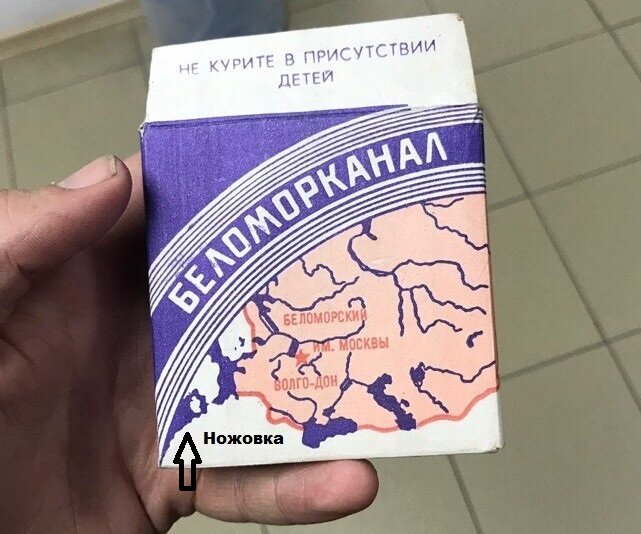 НЕ КУРИТЕ В ПРИСУТСТВИИ
ДЕТЕЙ
БЕЛОМОРКАНАЛ
БЕЛОМОРСКИЙ
ИМ. МОСКВЫ
ВОЛГО-ДОН
Ножовка